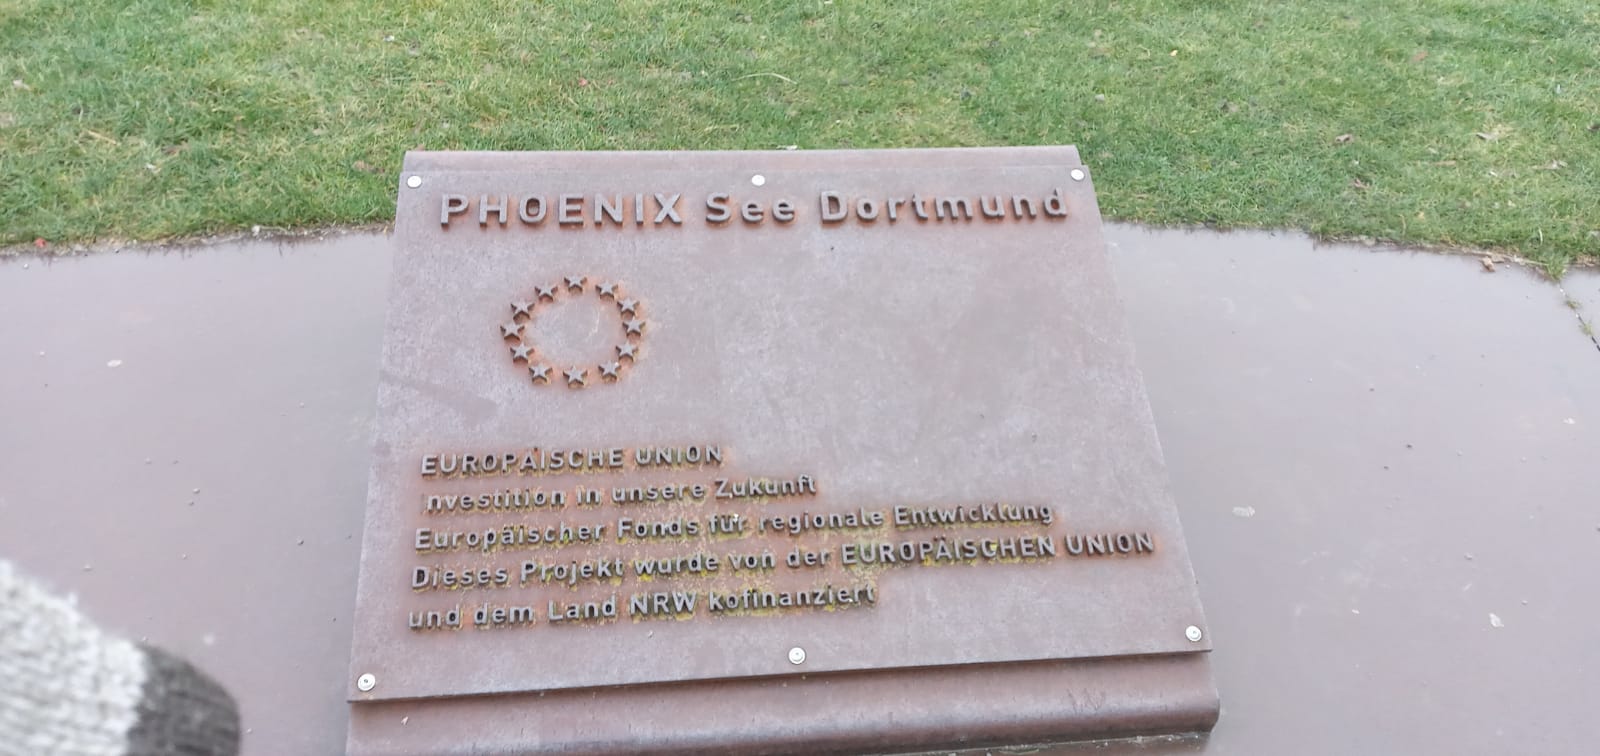 PHOENIX See Dortmund
EUROPÄISCHE UNION
Investition in unsere Zukunft
Europäischer Fonds für regionale Entwicklung
Dieses Projekt wurde von der EUROPÄISCHEN UNION
und dem Land NRW kofinanziert